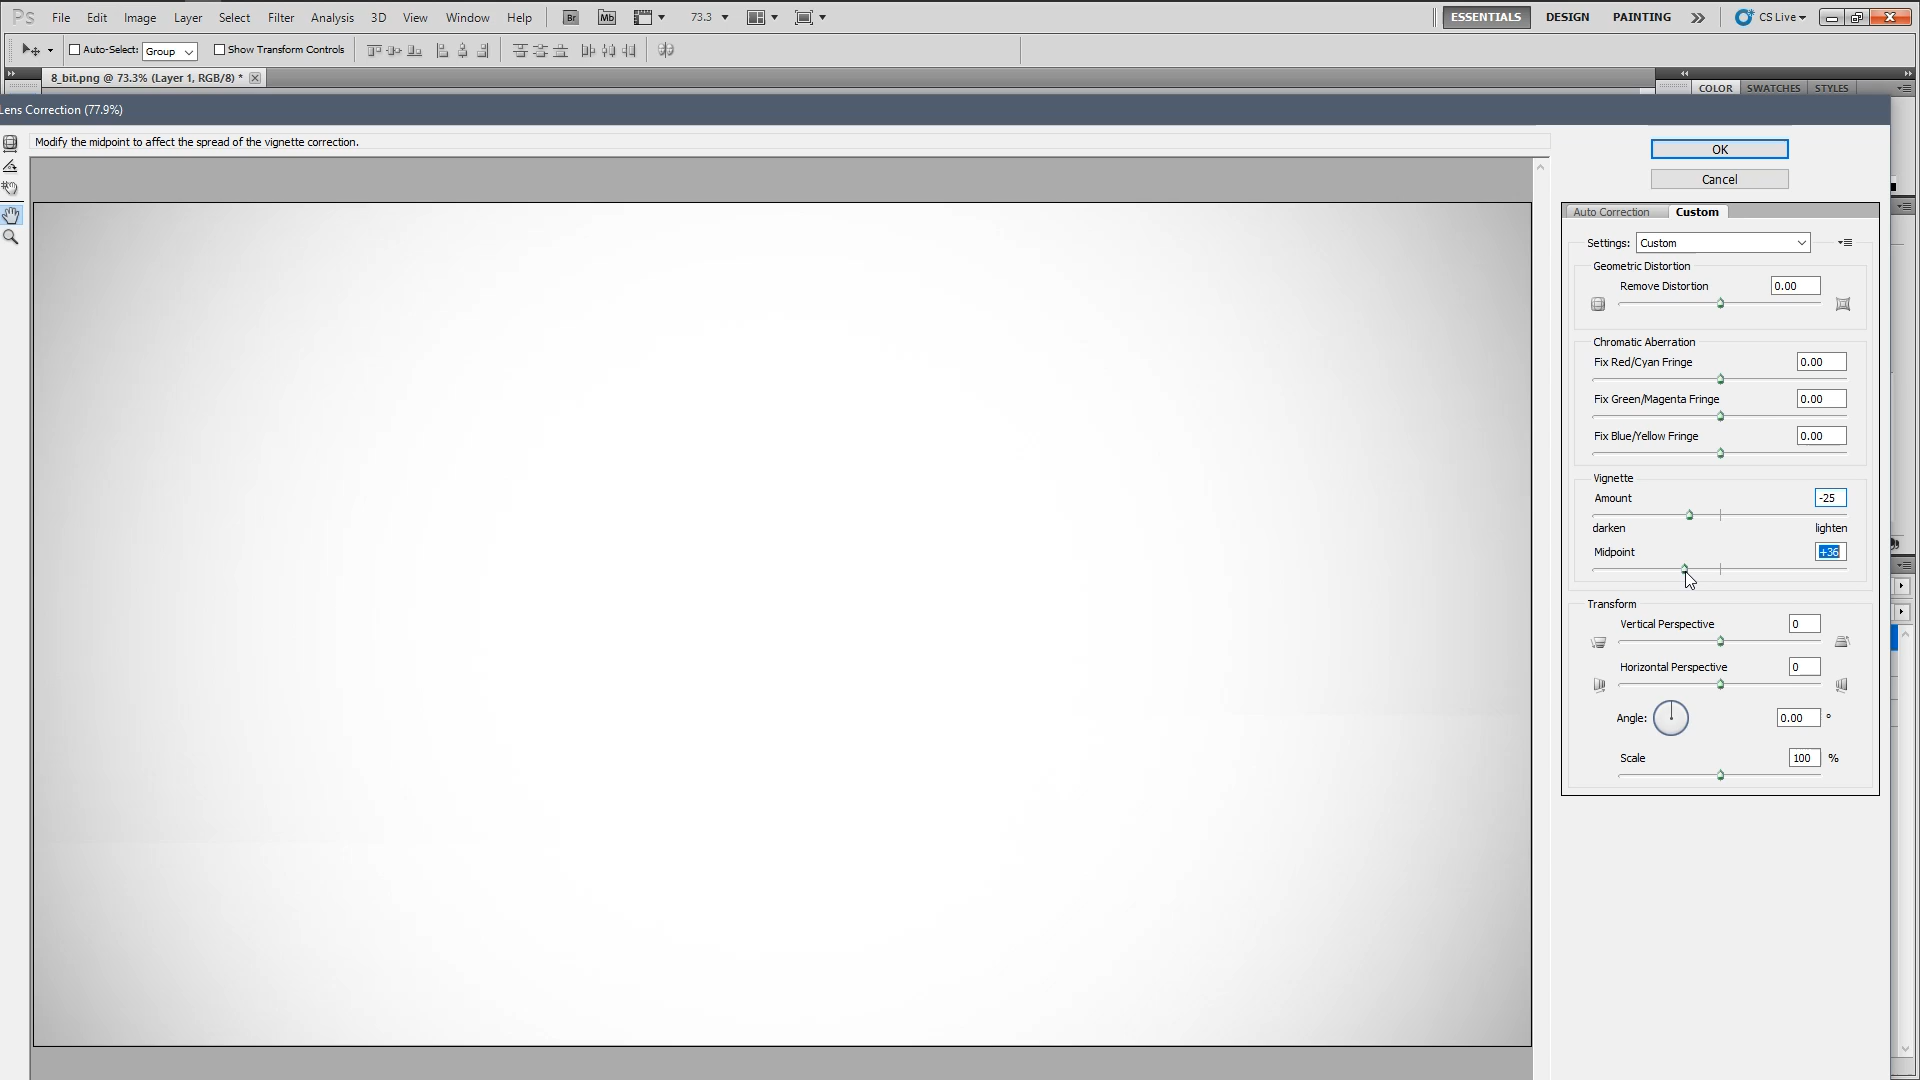 Ps File Edit Image Layer Select Filter Analysis 3D View Window Help Br Mb 73.3 ESSENTIALS DESIGN PAINTING CS Live
Auto-Select: Group Show Transform Controls
8_bit.png @ 73.3% (Layer 1, RGB/8) *
COLOR SWATCHES STYLES
Lens Correction (77.9%)
Modify the midpoint to affect the spread of the vignette correction.
OK
Cancel
Auto Correction Custom
Settings: Custom
Geometric Distortion
Remove Distortion 0.00
Chromatic Aberration
Fix Red/Cyan Fringe 0.00
Fix Green/Magenta Fringe 0.00
Fix Blue/Yellow Fringe 0.00
Vignette
Amount -25
darken lighten
Midpoint +36
Transform
Vertical Perspective 0
Horizontal Perspective 0
Angle: 0.00 °
Scale 100 %